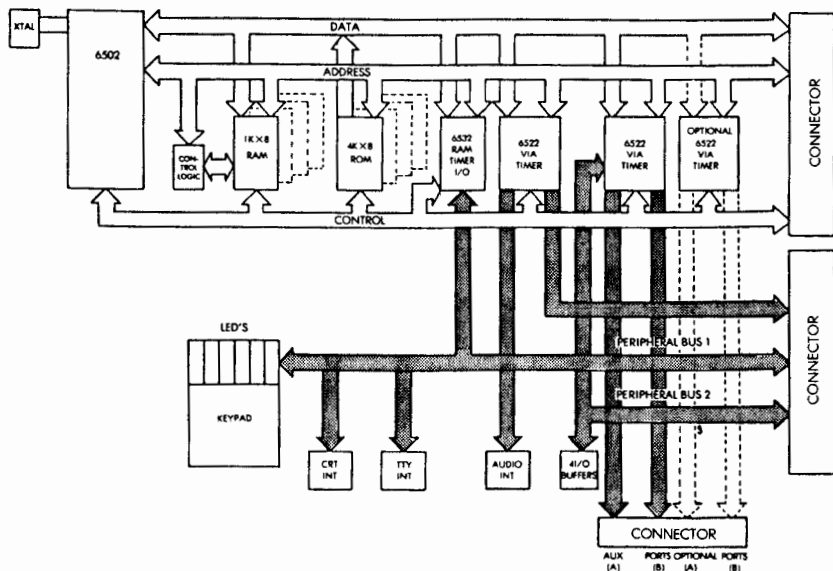 XTAL
6502
DATA
ADDRESS
CONTROL
CON-
TROL
LOGIC
1K×8
RAM
4K×8
ROM
6532
RAM
TIMER
I/O
6522
VIA
TIMER
6522
VIA
TIMER
OPTIONAL
6522
VIA
TIMER
CONNECTOR
LED'S
KEYPAD
PERIPHERAL BUS 1
PERIPHERAL BUS 2
CONNECTOR
CRT
INT
TTY
INT
AUDIO
INT
4I/O
BUFFERS
CONNECTOR
AUX PORTS OPTIONAL PORTS
(A) (B) (A) (B)